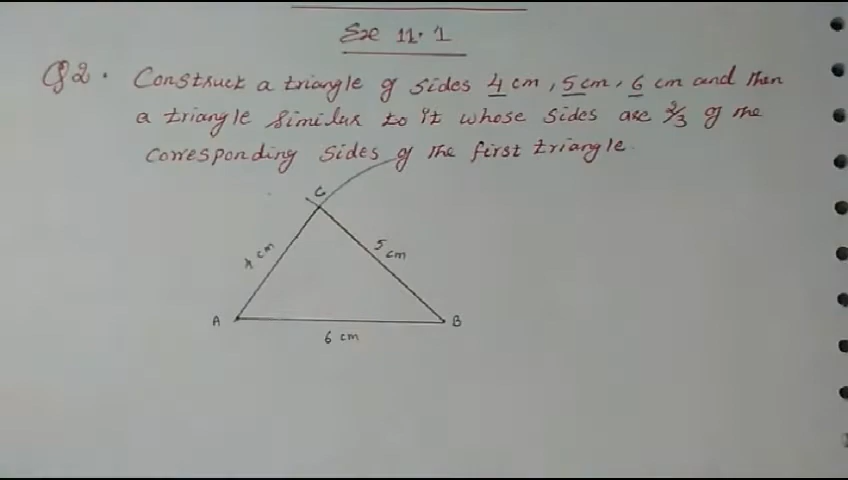 Exe 11.1
Q2. Construct a triangle of sides 4 cm, 5 cm, 6 cm and then
a triangle similar to it whose sides are 2/3 of the
corresponding sides of the first triangle.
C
4 cm
5 cm
A
B
6 cm